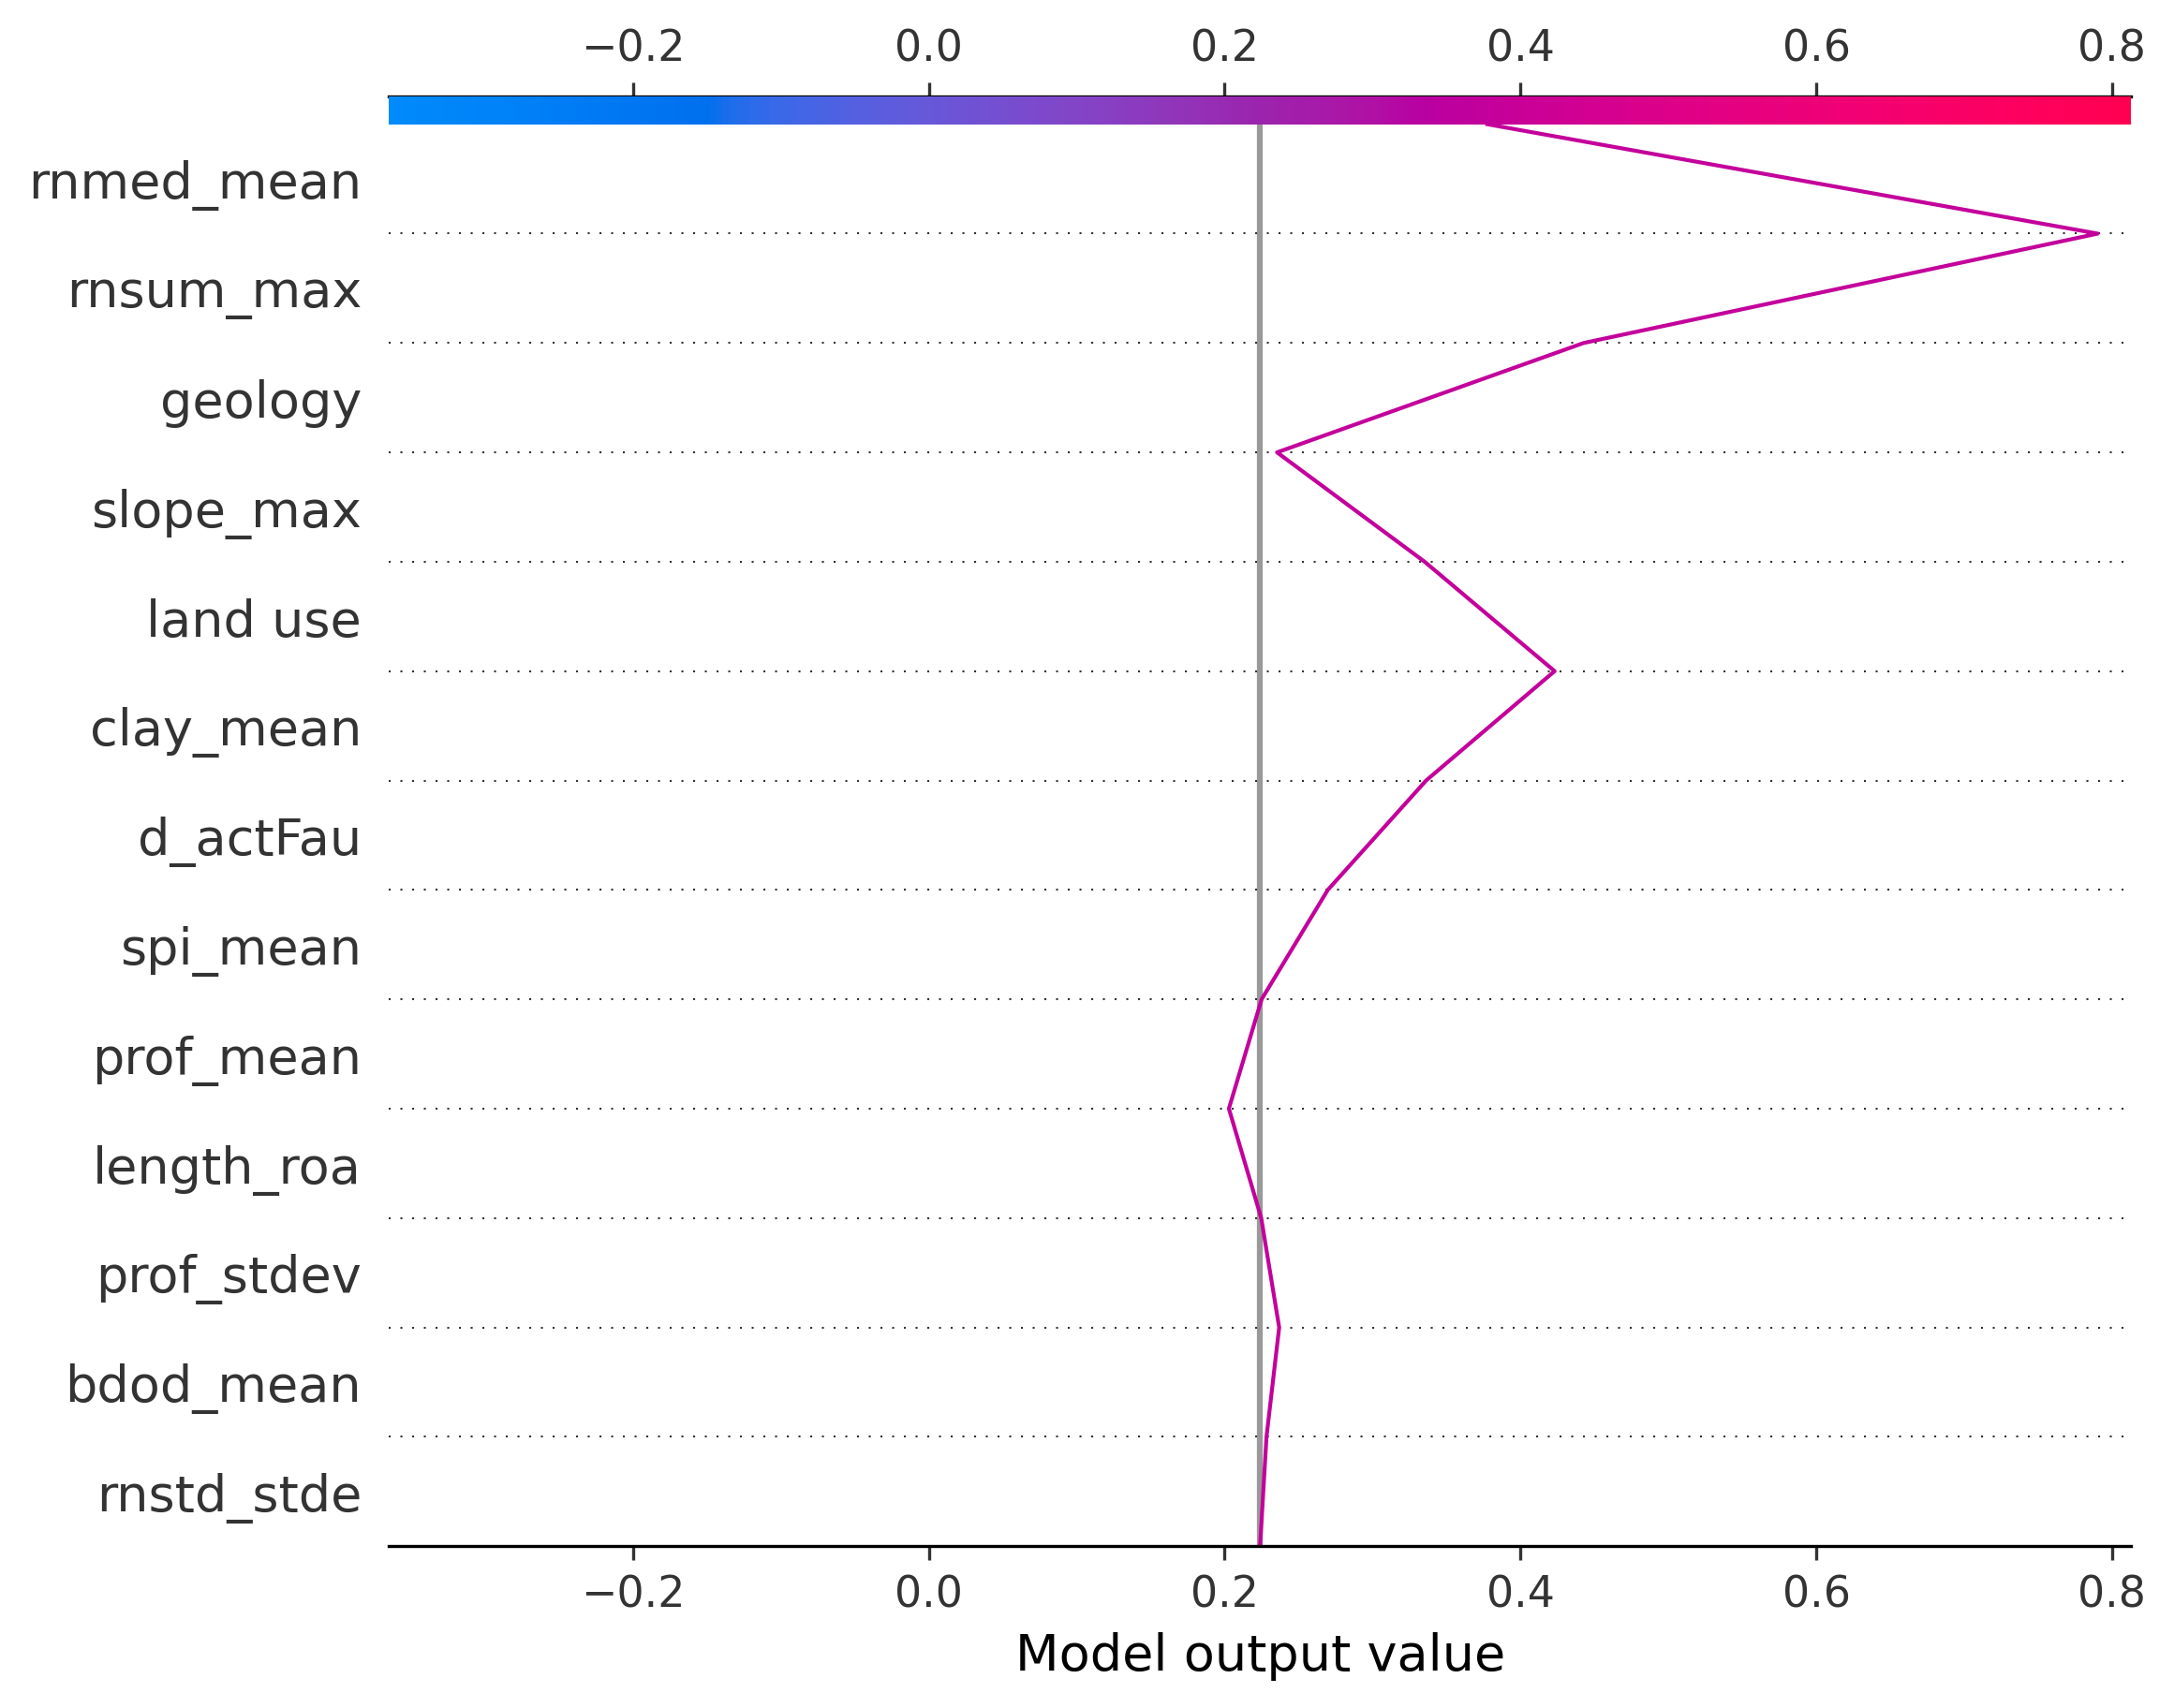 −0.2 0.0 0.2 0.4 0.6 0.8
rnmed_mean
rnsum_max
geology
slope_max
land use
clay_mean
d_actFau
spi_mean
prof_mean
length_roa
prof_stdev
bdod_mean
rnstd_stde
−0.2 0.0 0.2 0.4 0.6 0.8
Model output value